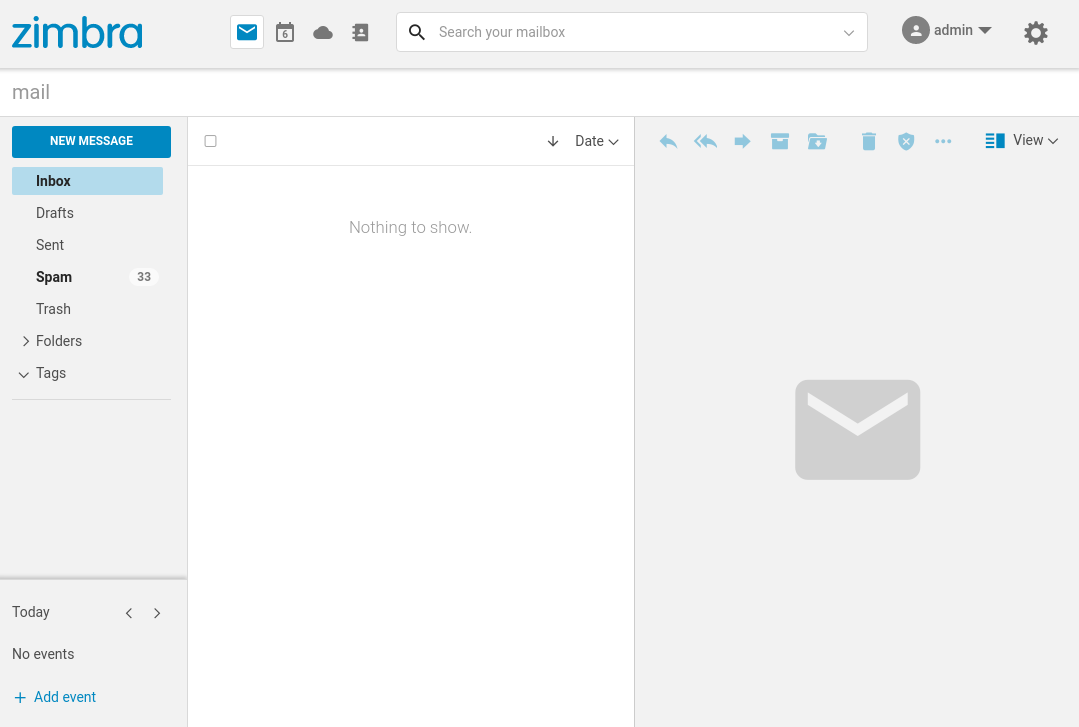 zimbra
6
Search your mailbox
admin
mail
NEW MESSAGE
Inbox
Drafts
Sent
Spam 33
Trash
Folders
Tags
Date
Nothing to show.
View
Today
No events
+ Add event